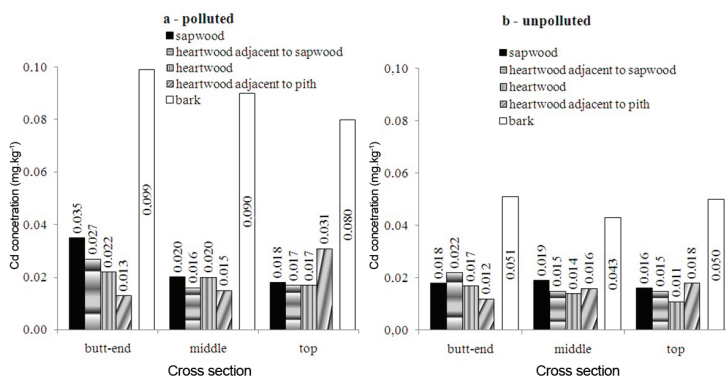 a - polluted
sapwood
heartwood adjacent to sapwood
heartwood
heartwood adjacent to pith
bark
Cd concetration (mg.kg⁻¹)
0.10
0.08
0.06
0.04
0.02
0.00
0.035
0.027
0.022
0.013
0.099
0.020
0.016
0.020
0.015
0.090
0.018
0.017
0.017
0.031
0.080
butt-end
middle
top
Cross section
b - unpolluted
sapwood
heartwood adjacent to sapwood
heartwood
heartwood adjacent to pith
bark
Cd concetration (mg.kg⁻¹)
0,10
0.08
0.06
0.04
0.02
0.00
0.018
0.022
0.017
0.012
0.051
0.019
0.015
0.014
0.016
0.043
0.016
0.015
0.011
0.018
0.050
butt-end
middle
top
Cross section